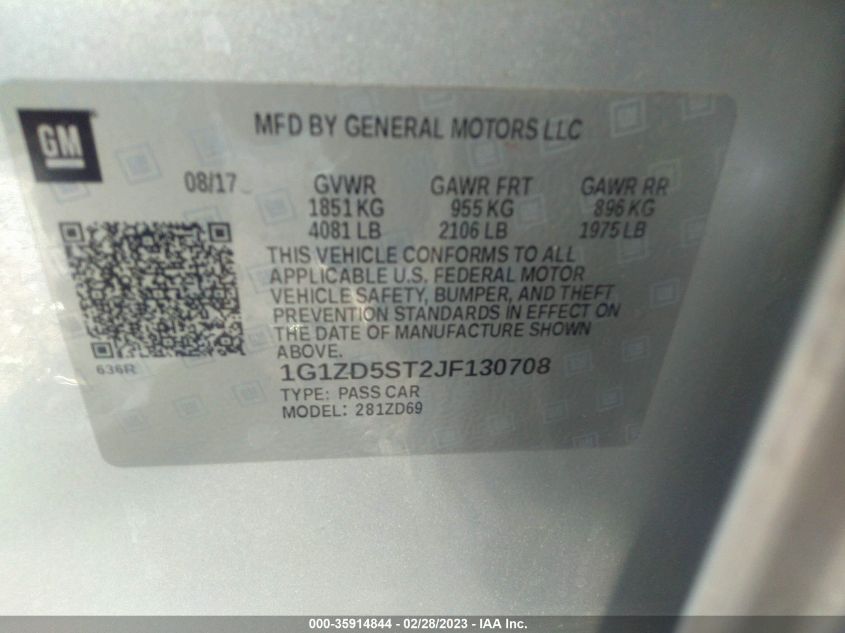 GM
MFD BY GENERAL MOTORS LLC
08/17
GVWR GAWR FRT GAWR RR
1851 KG 955 KG 896 KG
4081 LB 2106 LB 1975 LB
THIS VEHICLE CONFORMS TO ALL
APPLICABLE U.S. FEDERAL MOTOR
VEHICLE SAFETY, BUMPER, AND THEFT
PREVENTION STANDARDS IN EFFECT ON
THE DATE OF MANUFACTURE SHOWN
ABOVE.
636R
1G1ZD5ST2JF130708
TYPE: PASS CAR
MODEL: 281ZD69
000-35914844 - 02/28/2023 - IAA Inc.